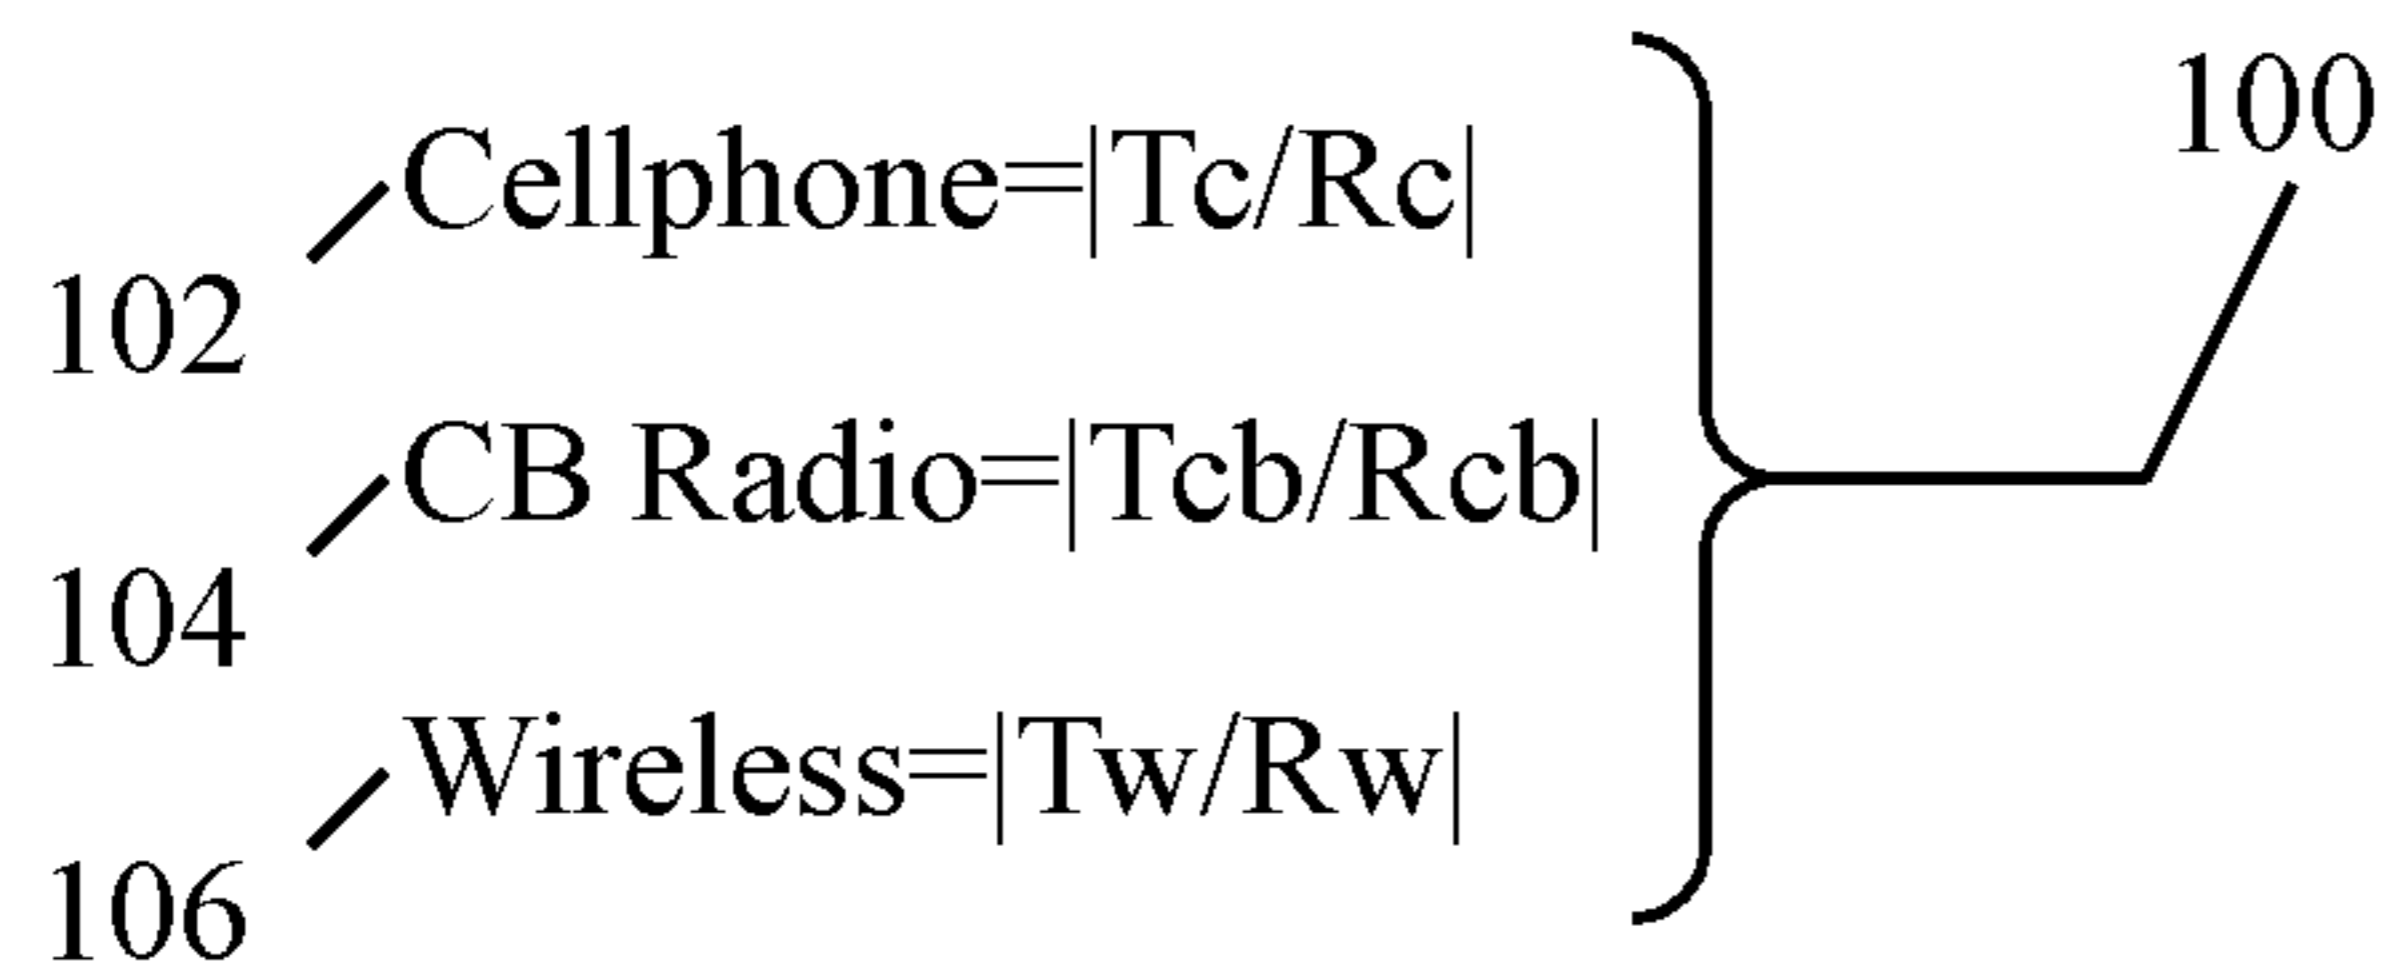 100
Cellphone=|Tc/Rc|
102
CB Radio=|Tcb/Rcb|
104
Wireless=|Tw/Rw|
106